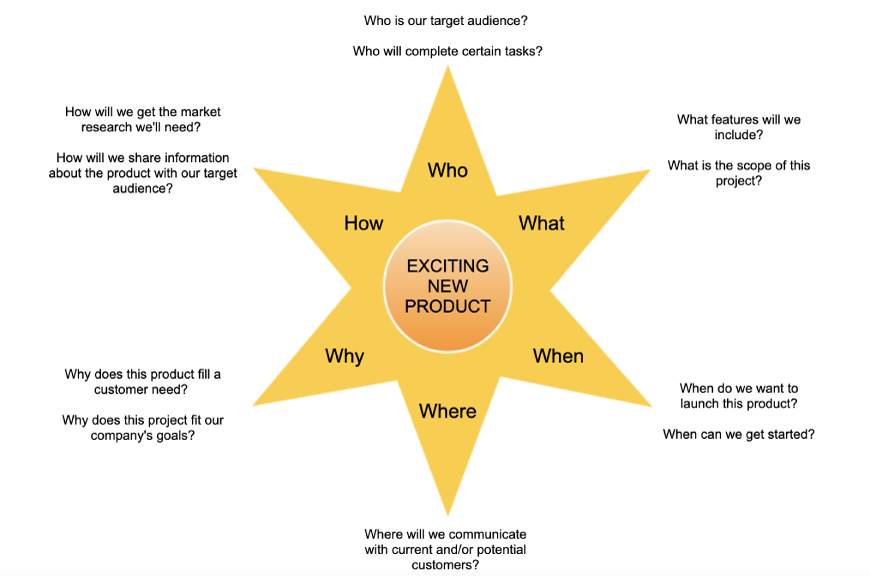 Who is our target audience?
Who will complete certain tasks?
How will we get the market
research we'll need?
How will we share information
about the product with our target
audience?
What features will we
include?
What is the scope of this
project?
Who
How
What
EXCITING
NEW
PRODUCT
Why
When
Where
Why does this product fill a
customer need?
Why does this project fit our
company's goals?
When do we want to
launch this product?
When can we get started?
Where will we communicate
with current and/or potential
customers?